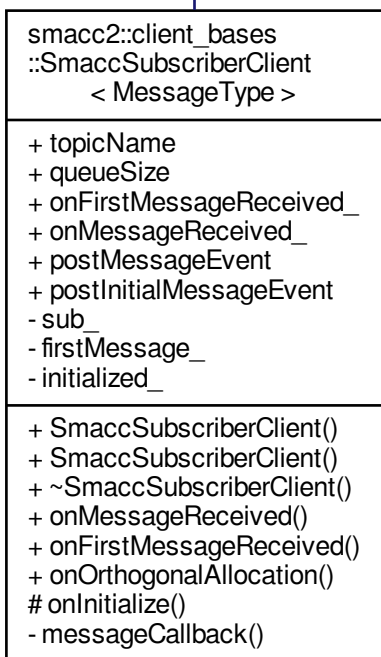 smacc2::client_bases
::SmaccSubscriberClient
< MessageType >
+ topicName
+ queueSize
+ onFirstMessageReceived_
+ onMessageReceived_
+ postMessageEvent
+ postInitialMessageEvent
- sub_
- firstMessage_
- initialized_
+ SmaccSubscriberClient()
+ SmaccSubscriberClient()
+ ~SmaccSubscriberClient()
+ onMessageReceived()
+ onFirstMessageReceived()
+ onOrthogonalAllocation()
# onInitialize()
- messageCallback()